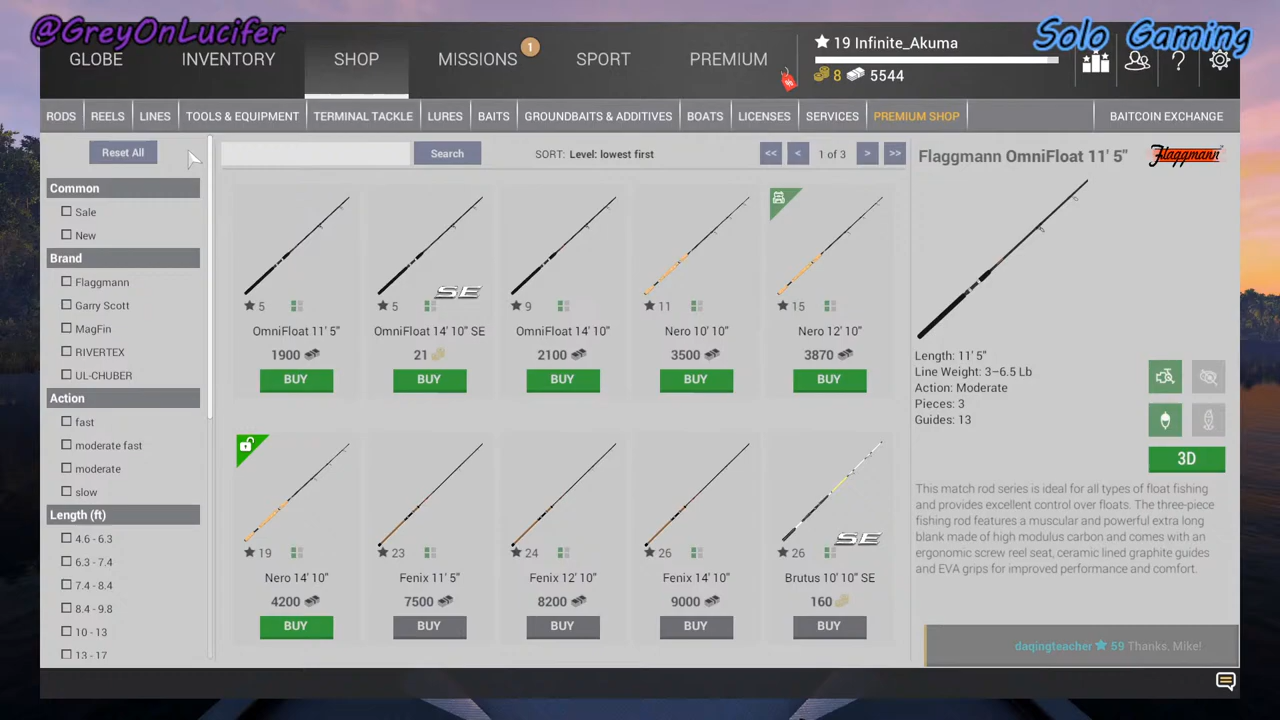 @GreyOnLucifer
Solo Gaming
GLOBE
INVENTORY
SHOP
MISSIONS
1
SPORT
PREMIUM
19 Infinite_Akuma
8 5544
RODS
REELS
LINES
TOOLS & EQUIPMENT
TERMINAL TACKLE
LURES
BAITS
GROUNDBAITS & ADDITIVES
BOATS
LICENSES
SERVICES
PREMIUM SHOP
BAITCOIN EXCHANGE
Reset All
Search
SORT: Level: lowest first
<<
<
1 of 3
>
>>
Common
Sale
New
Brand
Flaggmann
Garry Scott
MagFin
RIVERTEX
UL-CHUBER
Action
fast
moderate fast
moderate
slow
Length (ft)
4.6 - 6.3
6.3 - 7.4
7.4 - 8.4
8.4 - 9.8
10 - 13
13 - 17
5
OmniFloat 11' 5"
1900
BUY
SE
5
OmniFloat 14' 10" SE
21
BUY
9
OmniFloat 14' 10"
2100
BUY
11
Nero 10' 10"
3500
BUY
15
Nero 12' 10"
3870
BUY
19
Nero 14' 10"
4200
BUY
23
Fenix 11' 5"
7500
BUY
24
Fenix 12' 10"
8200
BUY
26
Fenix 14' 10"
9000
BUY
SE
26
Brutus 10' 10" SE
160
BUY
Flaggmann OmniFloat 11' 5"
Flaggmann
Length: 11' 5"
Line Weight: 3–6.5 Lb
Action: Moderate
Pieces: 3
Guides: 13
3D
This match rod series is ideal for all types of float fishing
and provides excellent control over floats. The three-piece
fishing rod features a muscular and powerful extra long
blank made of high modulus carbon and comes with an
ergonomic screw reel seat, ceramic lined graphite guides
and EVA grips for improved performance and comfort.
daqingteacher 59 Thanks, Mike!